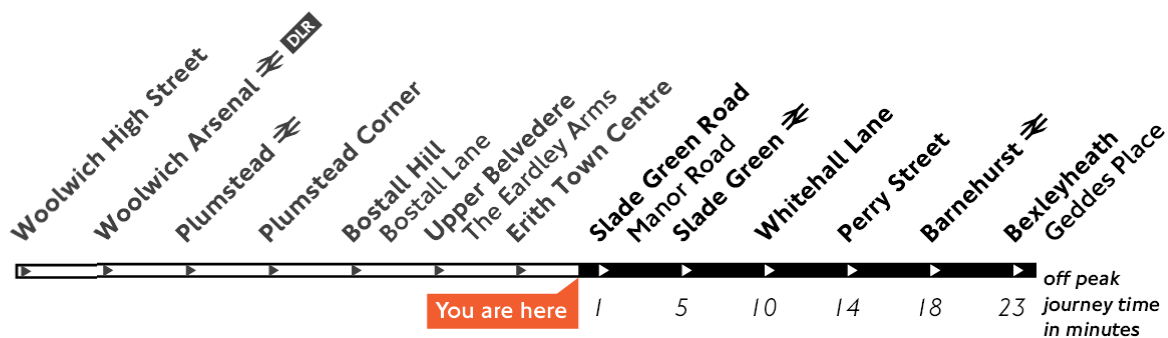 Woolwich High Street
Woolwich Arsenal DLR
Plumstead
Plumstead Corner
Bostall Hill
Bostall Lane
Upper Belvedere
The Eardley Arms
Erith Town Centre
Slade Green Road
Manor Road
Slade Green
Whitehall Lane
Perry Street
Barnehurst
Bexleyheath
Geddes Place
You are here
1 5 10 14 18 23
off peak
journey time
in minutes